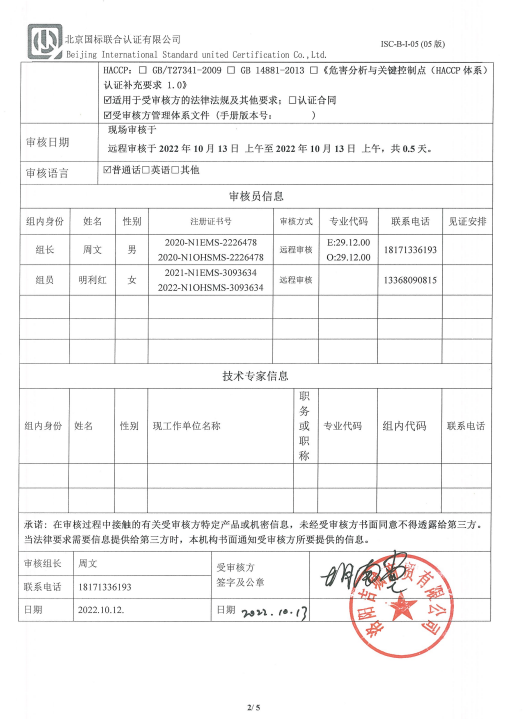 北京国标联合认证有限公司
Beijing International Standard united Certification Co.,Ltd.
ISC-B-I-05 (05 版)
HACCP：□ GB/T27341-2009 □ GB 14881-2013 □《危害分析与关键控制点（HACCP 体系）
认证补充要求 1.0》
☑适用于受审核方的法律法规及其他要求；□认证合同
☑受审核方管理体系文件（手册版本号： ）
审核日期
现场审核于
远程审核于 2022 年 10 月 13 日 上午至 2022 年 10 月 13 日 上午，共 0.5 天。
审核语言
☑普通话□英语□其他
审核员信息
组内身份 姓名 性别 注册证书号 审核方式 专业代码 联系电话 见证安排
组长 周文 男 2020-N1EMS-2226478 远程审核 E:29.12.00 18171336193
2020-N1OHSMS-2226478 O:29.12.00
组员 明利红 女 2021-N1EMS-3093634 远程审核 13368090815
2022-N1OHSMS-3093634
技术专家信息
组内身份 姓名 性别 现工作单位名称 职务或职称 专业代码 组内代码 联系电话
承诺：在审核过程中接触的有关受审核方特定产品或机密信息，未经受审核方书面同意不得透露给第三方。
当法律要求需要信息提供给第三方时，本机构书面通知受审核方所要提供的信息。
审核组长 周文
受审核方
签字及公章
联系电话 18171336193
日期 2022.10.12.
日期 2022.10.13
2/ 5